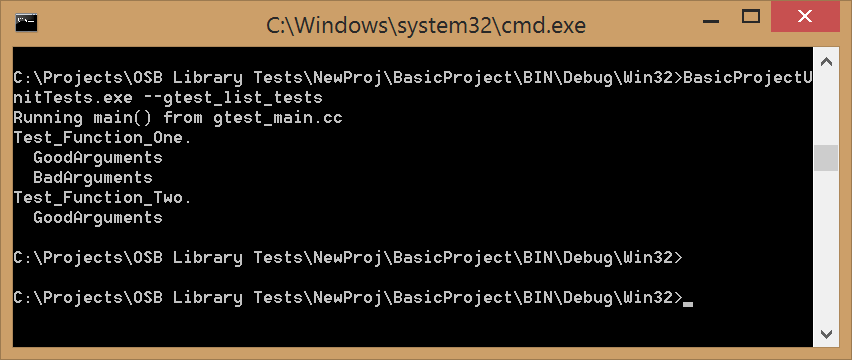 C:\Windows\system32\cmd.exe
C:\Projects\OSB Library Tests\NewProj\BasicProject\BIN\Debug\Win32>BasicProjectU
nitTests.exe --gtest_list_tests
Running main() from gtest_main.cc
Test_Function_One.
  GoodArguments
  BadArguments
Test_Function_Two.
  GoodArguments
C:\Projects\OSB Library Tests\NewProj\BasicProject\BIN\Debug\Win32>
C:\Projects\OSB Library Tests\NewProj\BasicProject\BIN\Debug\Win32>